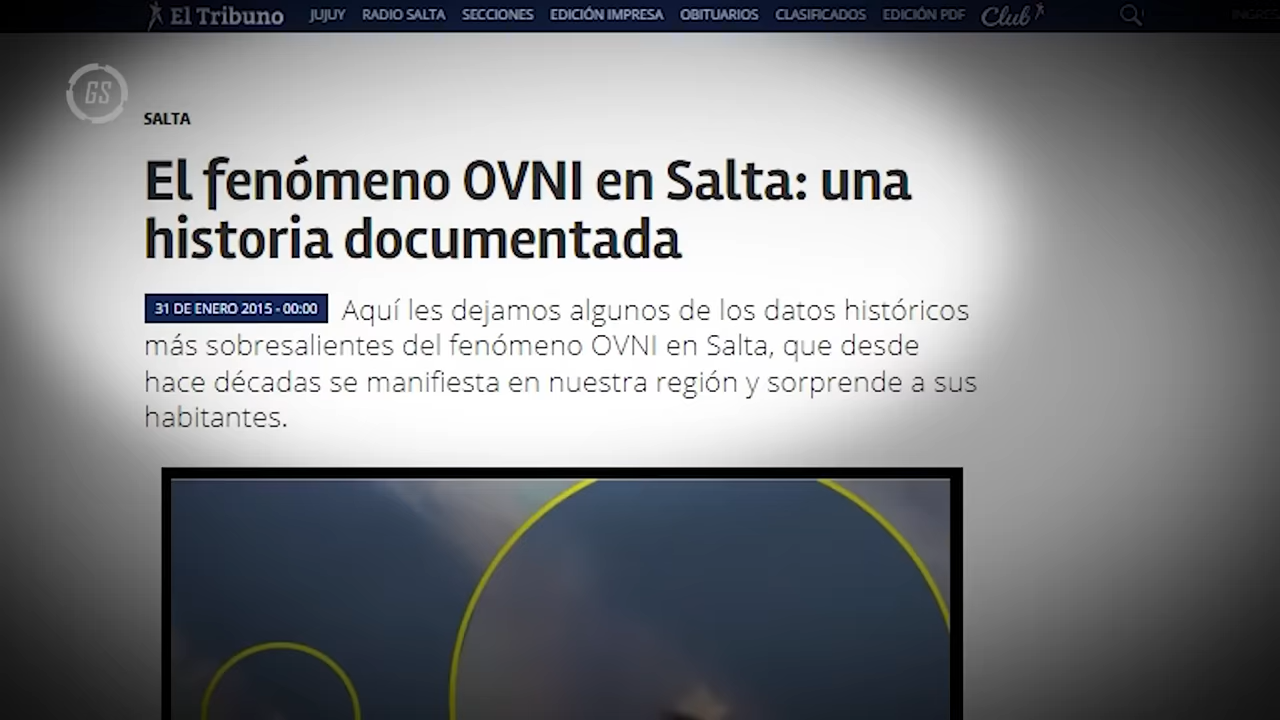 El Tribuno JUJUY RADIO SALTA SECCIONES EDICIÓN IMPRESA OBITUARIOS CLASIFICADOS EDICIÓN PDF Club
GS
SALTA
El fenómeno OVNI en Salta: una
historia documentada
31 DE ENERO 2015 - 00:00 Aquí les dejamos algunos de los datos históricos
más sobresalientes del fenómeno OVNI en Salta, que desde
hace décadas se manifiesta en nuestra región y sorprende a sus
habitantes.